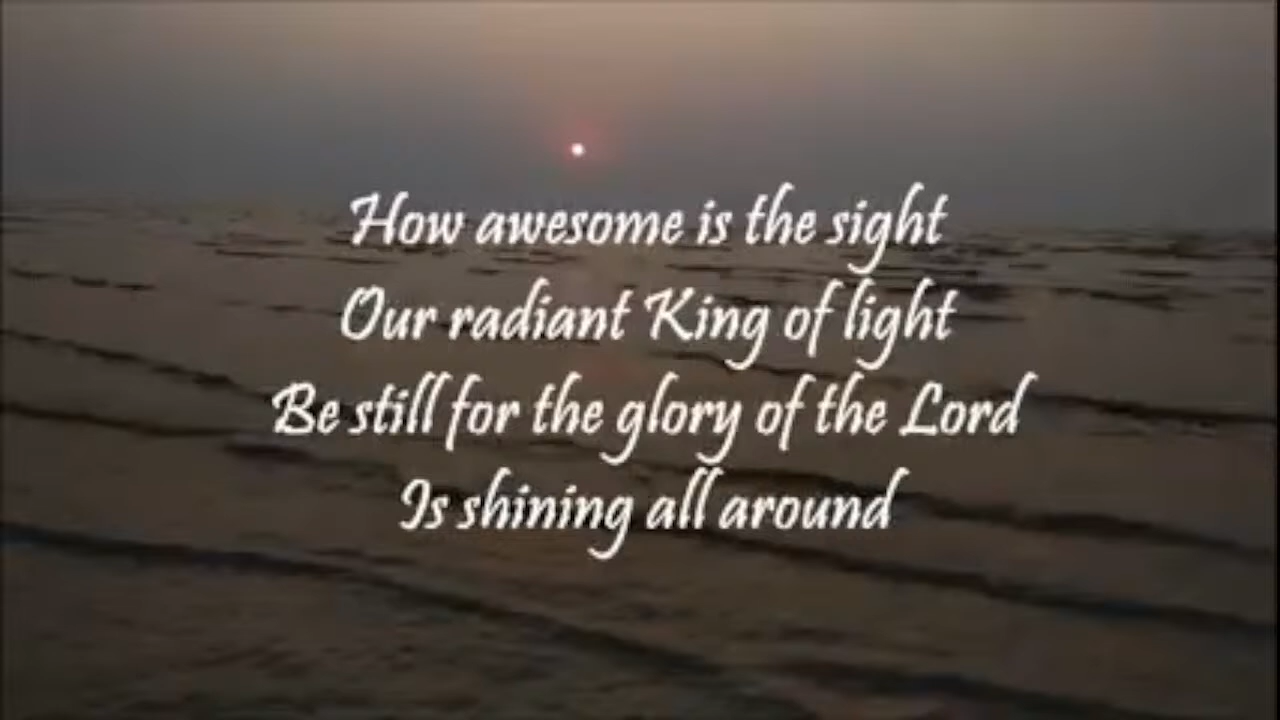 How awesome is the sight
Our radiant King of light
Be still for the glory of the Lord
Is shining all around